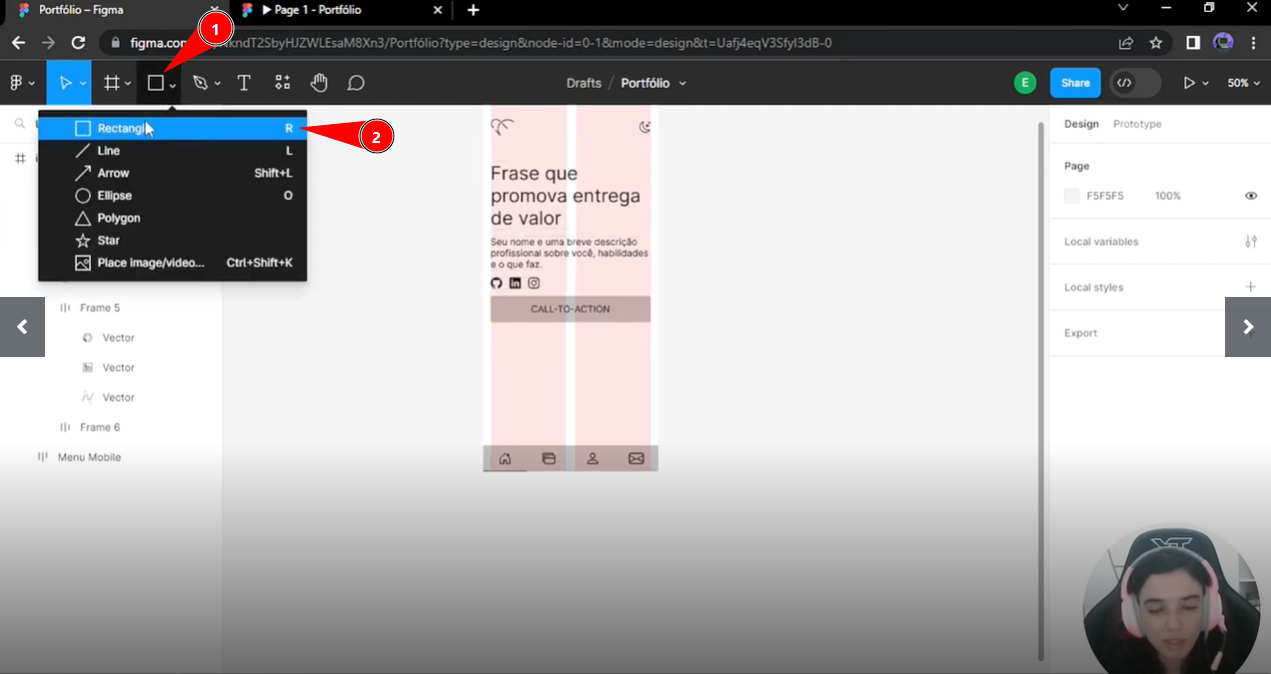 Portfólio – Figma
Page 1 - Portfólio
1
figma.com
kndT2SbyHJZWLEsaM8Xn3/Portfólio?type=design&node-id=0-1&mode=design&t=Uafj4eqV3SfyI3dB-0
Drafts / Portfólio
E
Share
50%
Rectangle R
2
Line L
Arrow Shift+L
Ellipse O
Polygon
Star
Place image/video... Ctrl+Shift+K
Frame 5
Vector
Vector
Vector
Frame 6
Menu Mobile
Frase que
promova entrega
de valor
Seu nome e uma breve descrição
profissional sobre você, habilidades
e o que faz.
CALL-TO-ACTION
Design Prototype
Page
F5F5F5 100%
Local variables
Local styles
Export